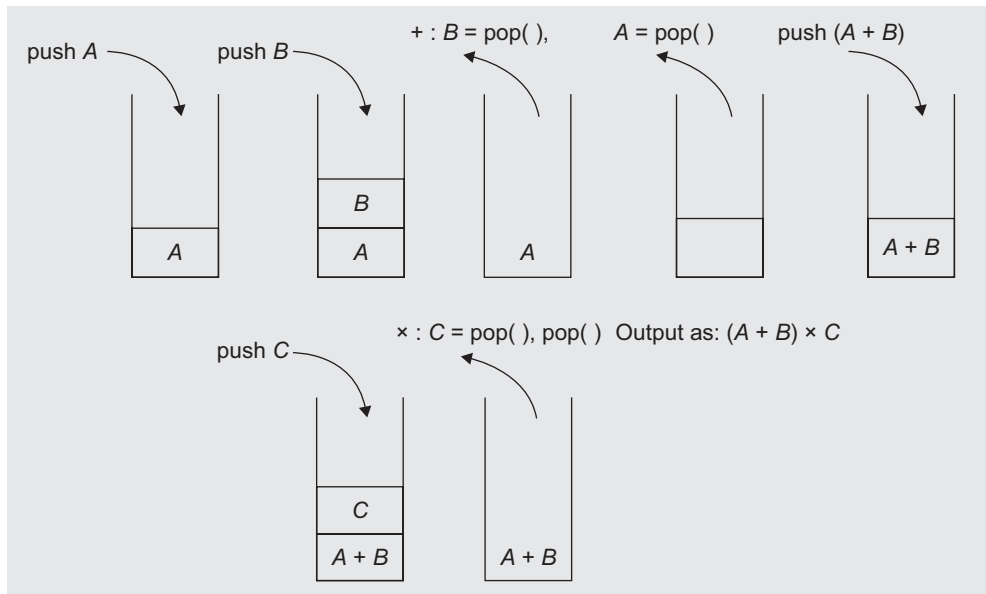 push A
push B
+ : B = pop( ),
A = pop( )
push (A + B)
A
B
A
A
A + B
push C
× : C = pop( ), pop( ) Output as: (A + B) × C
C
A + B
A + B